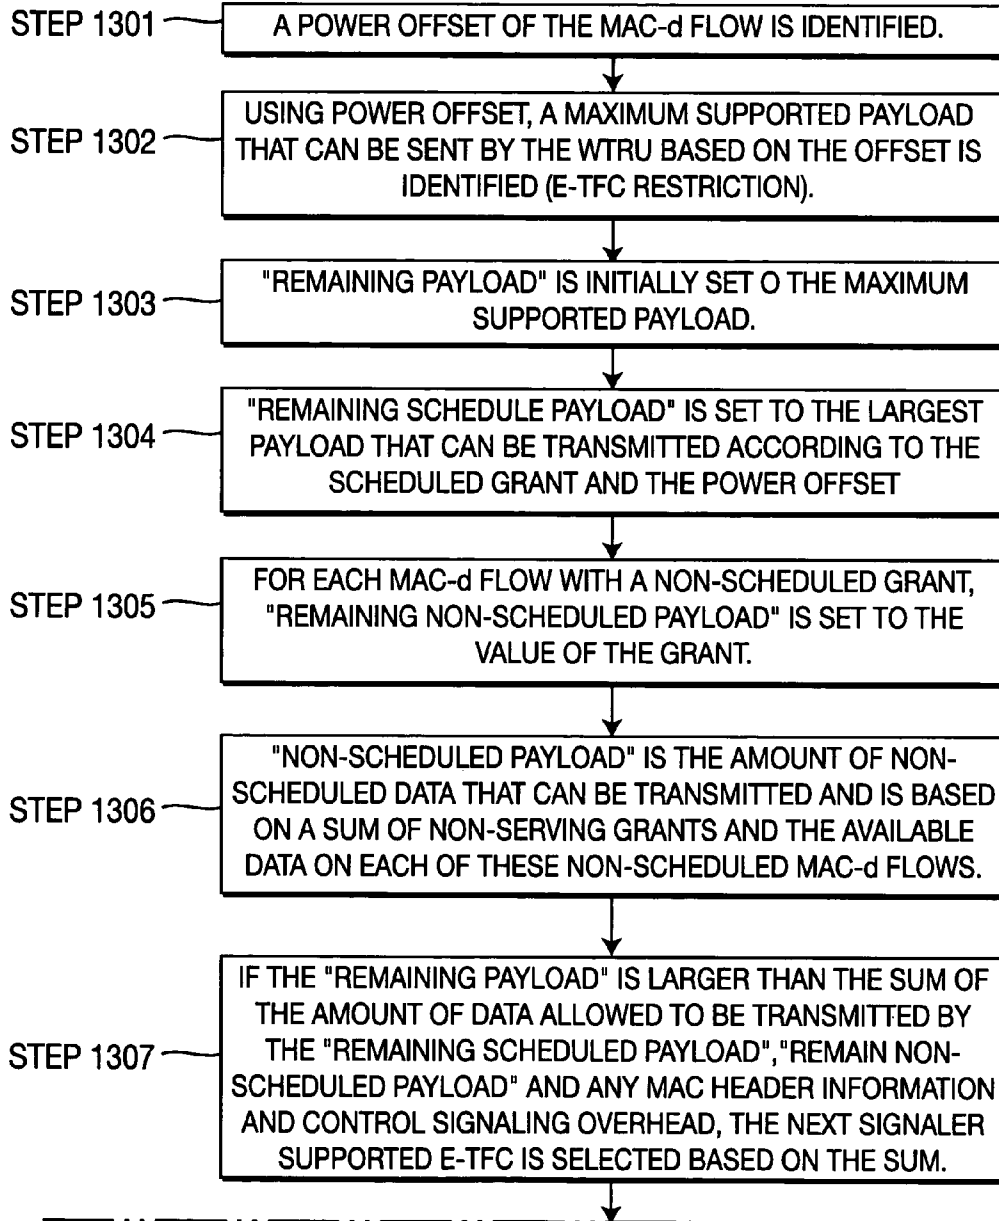 STEP 1301
A POWER OFFSET OF THE MAC-d FLOW IS IDENTIFIED.
STEP 1302
USING POWER OFFSET, A MAXIMUM SUPPORTED PAYLOAD
THAT CAN BE SENT BY THE WTRU BASED ON THE OFFSET IS
IDENTIFIED (E-TFC RESTRICTION).
STEP 1303
"REMAINING PAYLOAD" IS INITIALLY SET O THE MAXIMUM
SUPPORTED PAYLOAD.
STEP 1304
"REMAINING SCHEDULE PAYLOAD" IS SET TO THE LARGEST
PAYLOAD THAT CAN BE TRANSMITTED ACCORDING TO THE
SCHEDULED GRANT AND THE POWER OFFSET
STEP 1305
FOR EACH MAC-d FLOW WITH A NON-SCHEDULED GRANT,
"REMAINING NON-SCHEDULED PAYLOAD" IS SET TO THE
VALUE OF THE GRANT.
STEP 1306
"NON-SCHEDULED PAYLOAD" IS THE AMOUNT OF NON-
SCHEDULED DATA THAT CAN BE TRANSMITTED AND IS BASED
ON A SUM OF NON-SERVING GRANTS AND THE AVAILABLE
DATA ON EACH OF THESE NON-SCHEDULED MAC-d FLOWS.
STEP 1307
IF THE "REMAINING PAYLOAD" IS LARGER THAN THE SUM OF
THE AMOUNT OF DATA ALLOWED TO BE TRANSMITTED BY
THE "REMAINING SCHEDULED PAYLOAD","REMAIN NON-
SCHEDULED PAYLOAD" AND ANY MAC HEADER INFORMATION
AND CONTROL SIGNALING OVERHEAD, THE NEXT SIGNALER
SUPPORTED E-TFC IS SELECTED BASED ON THE SUM.